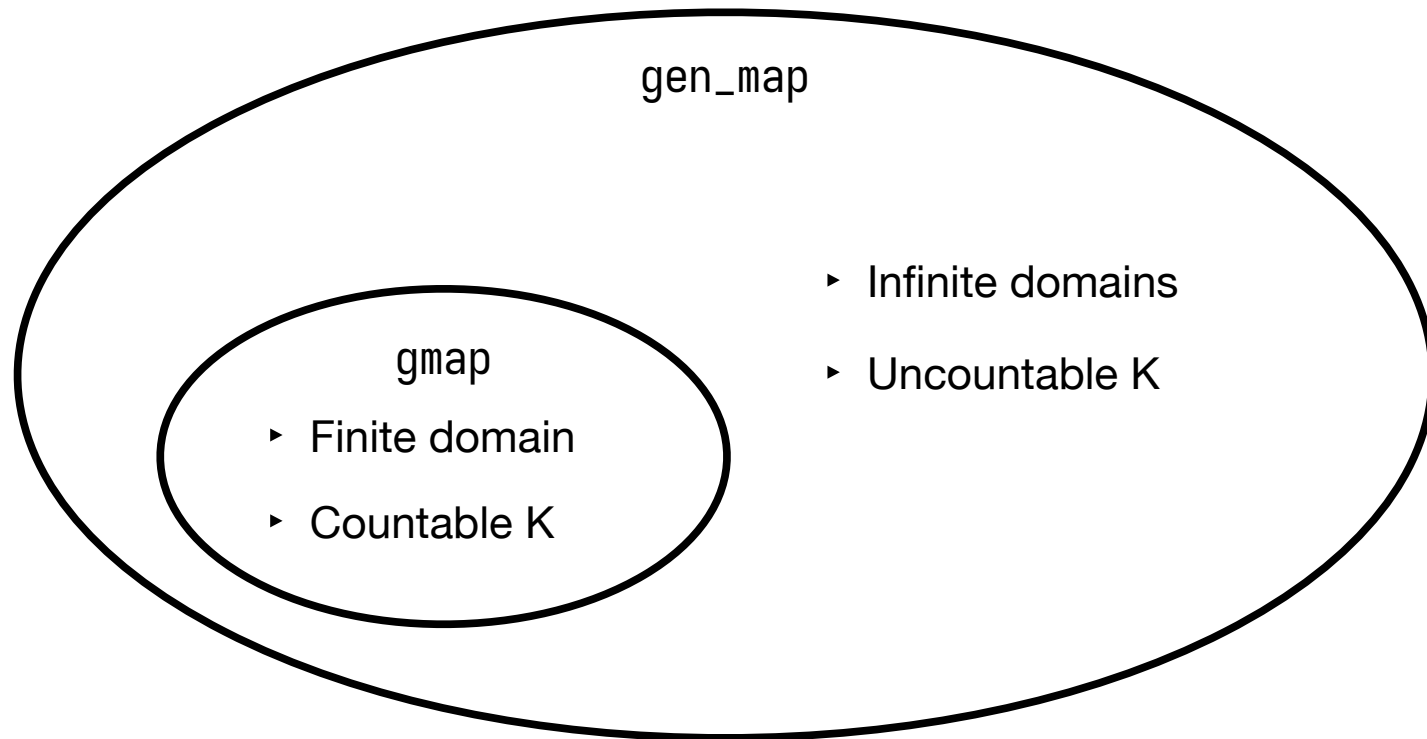 gen_map
‣ Infinite domains
‣ Uncountable K
gmap
‣ Finite domain
‣ Countable K